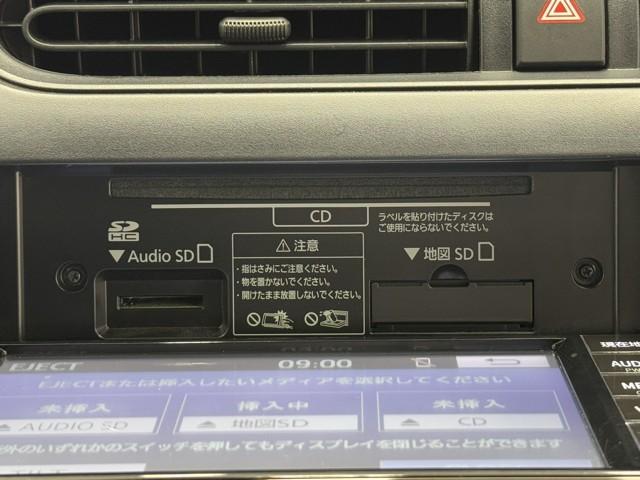 CD
ラベルを貼り付けたディスクは
ご使用にならないでください。
SD
HC
▼Audio SD
⚠注意
・指はさみにご注意ください。
・物を置かないでください。
・開けたまま放置しないでください。
▼地図 SD
EJECT
09:00
EJECTまたは挿入したいメディアを選択してください
未挿入
▲AUDIO SD
挿入中
▲地図SD
未挿入
▲CD
外のいずれかのスイッチを押してもディスプレイを閉じることができます
現在地
AUD
PW
ME